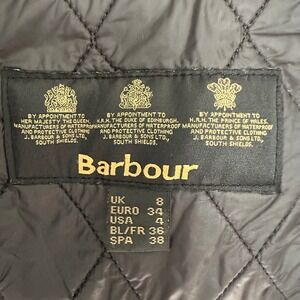 BY APPOINTMENT TO
HER MAJESTY THE QUEEN,
MANUFACTURERS OF WATERPROOF
AND PROTECTIVE CLOTHING
J. BARBOUR & SONS LTD.
SOUTH SHIELDS.
BY APPOINTMENT TO
H.R.H. THE DUKE OF EDINBURGH,
MANUFACTURERS OF WATERPROOF
AND PROTECTIVE CLOTHING
J. BARBOUR & SONS LTD.
SOUTH SHIELDS.
BY APPOINTMENT TO
H.R.H. THE PRINCE OF WALES,
MANUFACTURERS OF WATERPROOF
AND PROTECTIVE CLOTHING
J. BARBOUR & SONS LTD.
SOUTH SHIELDS.
Barbour
UK 8
EURO 34
USA 4
BL/FR 36
SPA 38